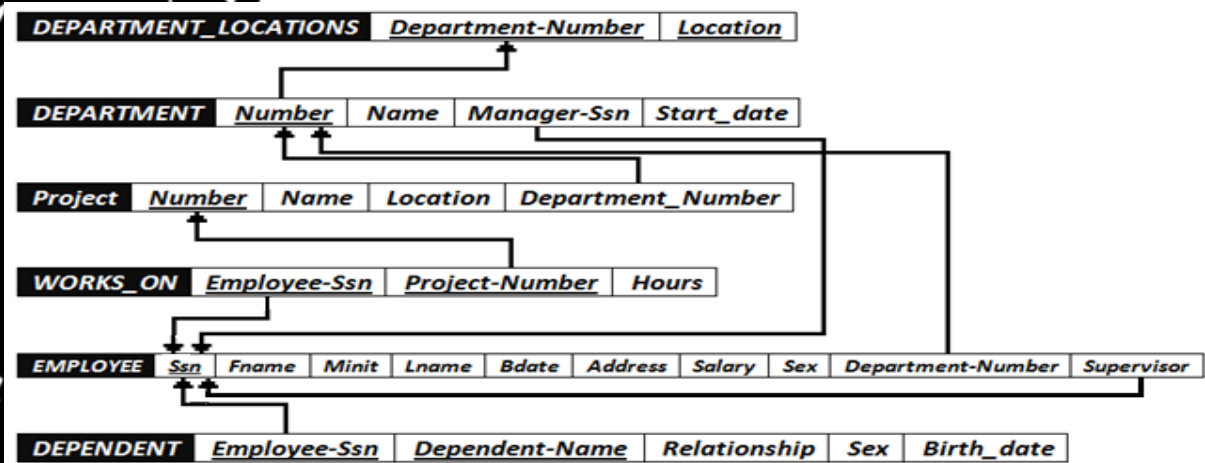 DEPARTMENT_LOCATIONS Department-Number Location
DEPARTMENT Number Name Manager-Ssn Start_date
Project Number Name Location Department_Number
WORKS_ON Employee-Ssn Project-Number Hours
EMPLOYEE Ssn Fname Minit Lname Bdate Address Salary Sex Department-Number Supervisor
DEPENDENT Employee-Ssn Dependent-Name Relationship Sex Birth_date